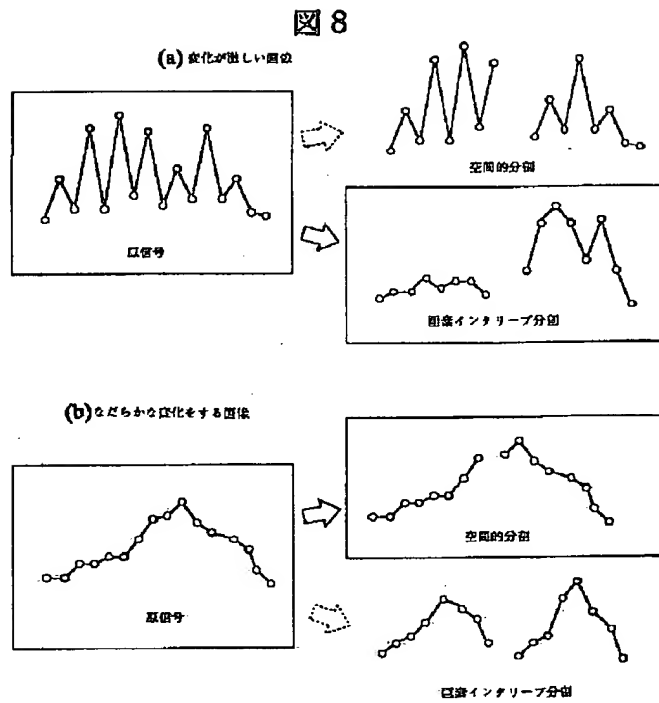 図8
(a) 変化が激しい画像
空間的分割
原信号
画素インタリーブ分割
(b) なだらかな変化をする画像
空間的分割
原信号
画素インタリーブ分割